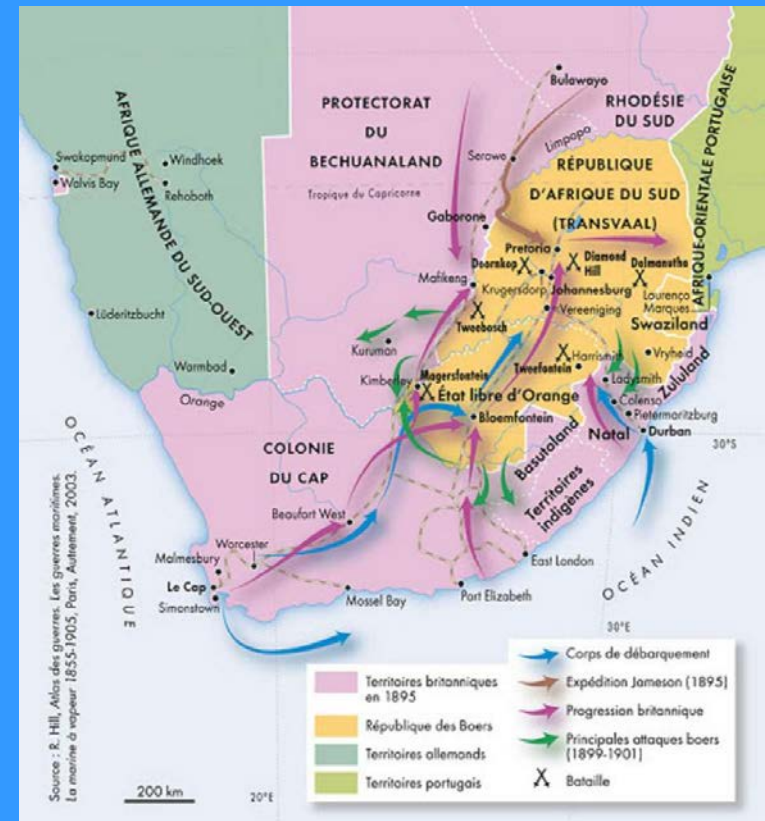 Bulawayo
PROTECTORAT
DU
BECHUANALAND
RHODÉSIE
DU SUD
AFRIQUE ALLEMANDE DU SUD-OUEST
AFRIQUE-ORIENTALE PORTUGAISE
Limpopo
Serowe
Swakopmund
Windhoek
Walvis Bay
Rehoboth
Tropique du Capricorne
RÉPUBLIQUE
D'AFRIQUE DU SUD
(TRANSVAAL)
Gaborone
Pretoria
Doornkop
Diamond
Hill
Dalmanutha
Mafikeng
Krugersdorp
Johannesburg
Lourenço
Marques
Vereeniging
Tweebosch
Swaziland
Lüderitzbucht
Kuruman
Warmbad
Harrismith
Vryheid
Tweefontein
Zululand
Kimberley
Magersfontein
Ladysmith
Orange
État libre d'Orange
Colenso
Pietermaritzburg
Bloemfontein
Natal
Durban
30°S
Basutoland
OCÉAN ATLANTIQUE
COLONIE
DU CAP
Territoires
indigènes
Beaufort West
OCÉAN INDIEN
Worcester
Malmesbury
East London
Le Cap
Simonstown
Mossel Bay
Port Elizabeth
30°E
Territoires britanniques
en 1895
République des Boers
Territoires allemands
Territoires portugais
Corps de débarquement
Expédition Jameson (1895)
Progression britannique
Principales attaques boers
(1899-1901)
Bataille
200 km
20°E
Source : R. Hill, Atlas des guerres. Les guerres maritimes.
La marine à vapeur 1855-1905, Paris, Autrement, 2003.